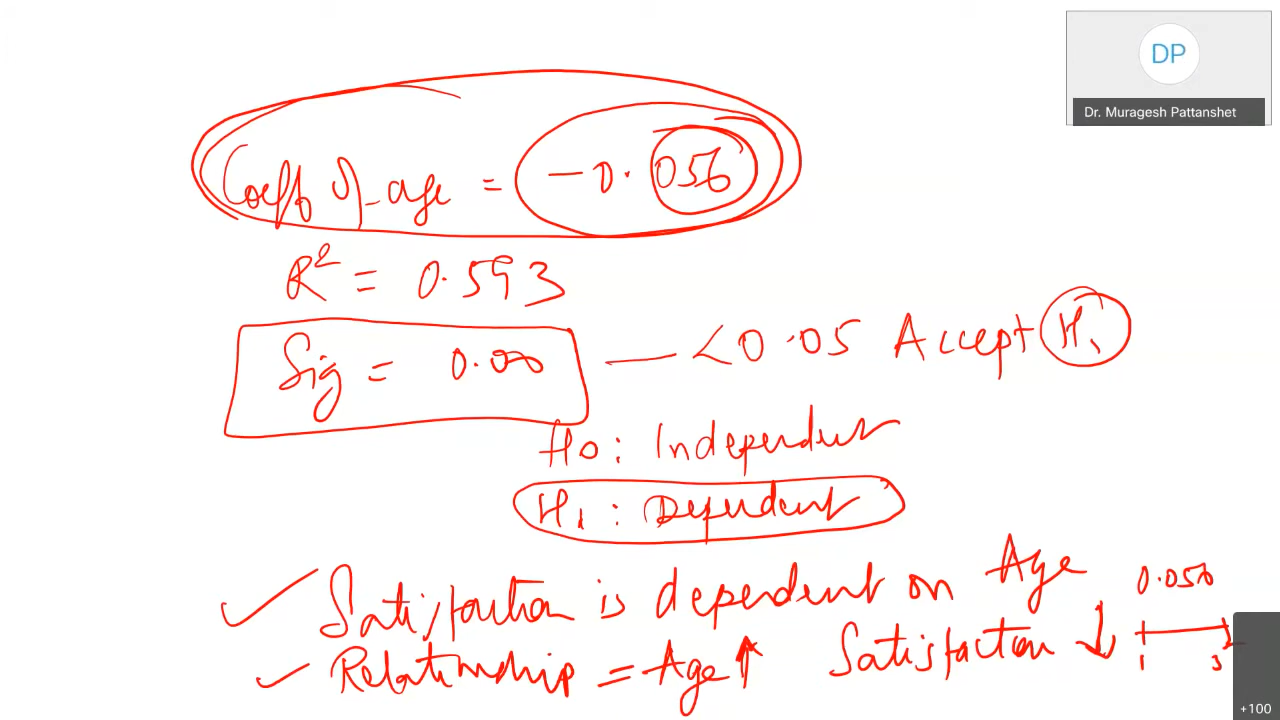 DP
Dr. Muragesh Pattanshet
Coeff of age = -0.056
R² = 0.593
Sig = 0.00 — <0.05 Accept H₁
H0 : Independent
H₁ : Dependent
✓ Satisfaction is dependent on Age
0.056
✓ Relationship = Age ↑ Satisfaction ↓
1
+100